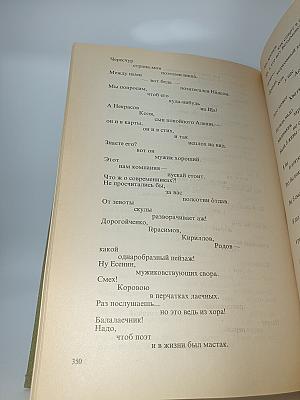 Чересчур
страна моя
поэтами нищá.
Между нами
— вот беда —
позатесался Надсон.
Мы попросим,
чтоб его
куда-нибудь
на Ща!
А Некрасов
Коля,
сын покойного Алеши, —
он и в карты,
он и в стих,
и так
неплох на вид.
Знаете его?
вот он
мужик хороший.
Этот
нам компания —
пускай стоит.
Что ж о современниках?!
Не просчитались бы,
за вас
полсотни óтдав.
От зевоты
скулы
разворачивает аж!
Дорогойченко,
Герасимов,
Кириллов,
Родов —
какой
однаробразный пейзаж!
Ну Есенин,
мужиковствующих свора.
Смех!
Коровою
в перчатках лаечных.
Раз послушаешь...
но это ведь из хора!
Балалаечник!
Надо,
чтоб поэт
и в жизни был мастак.
350